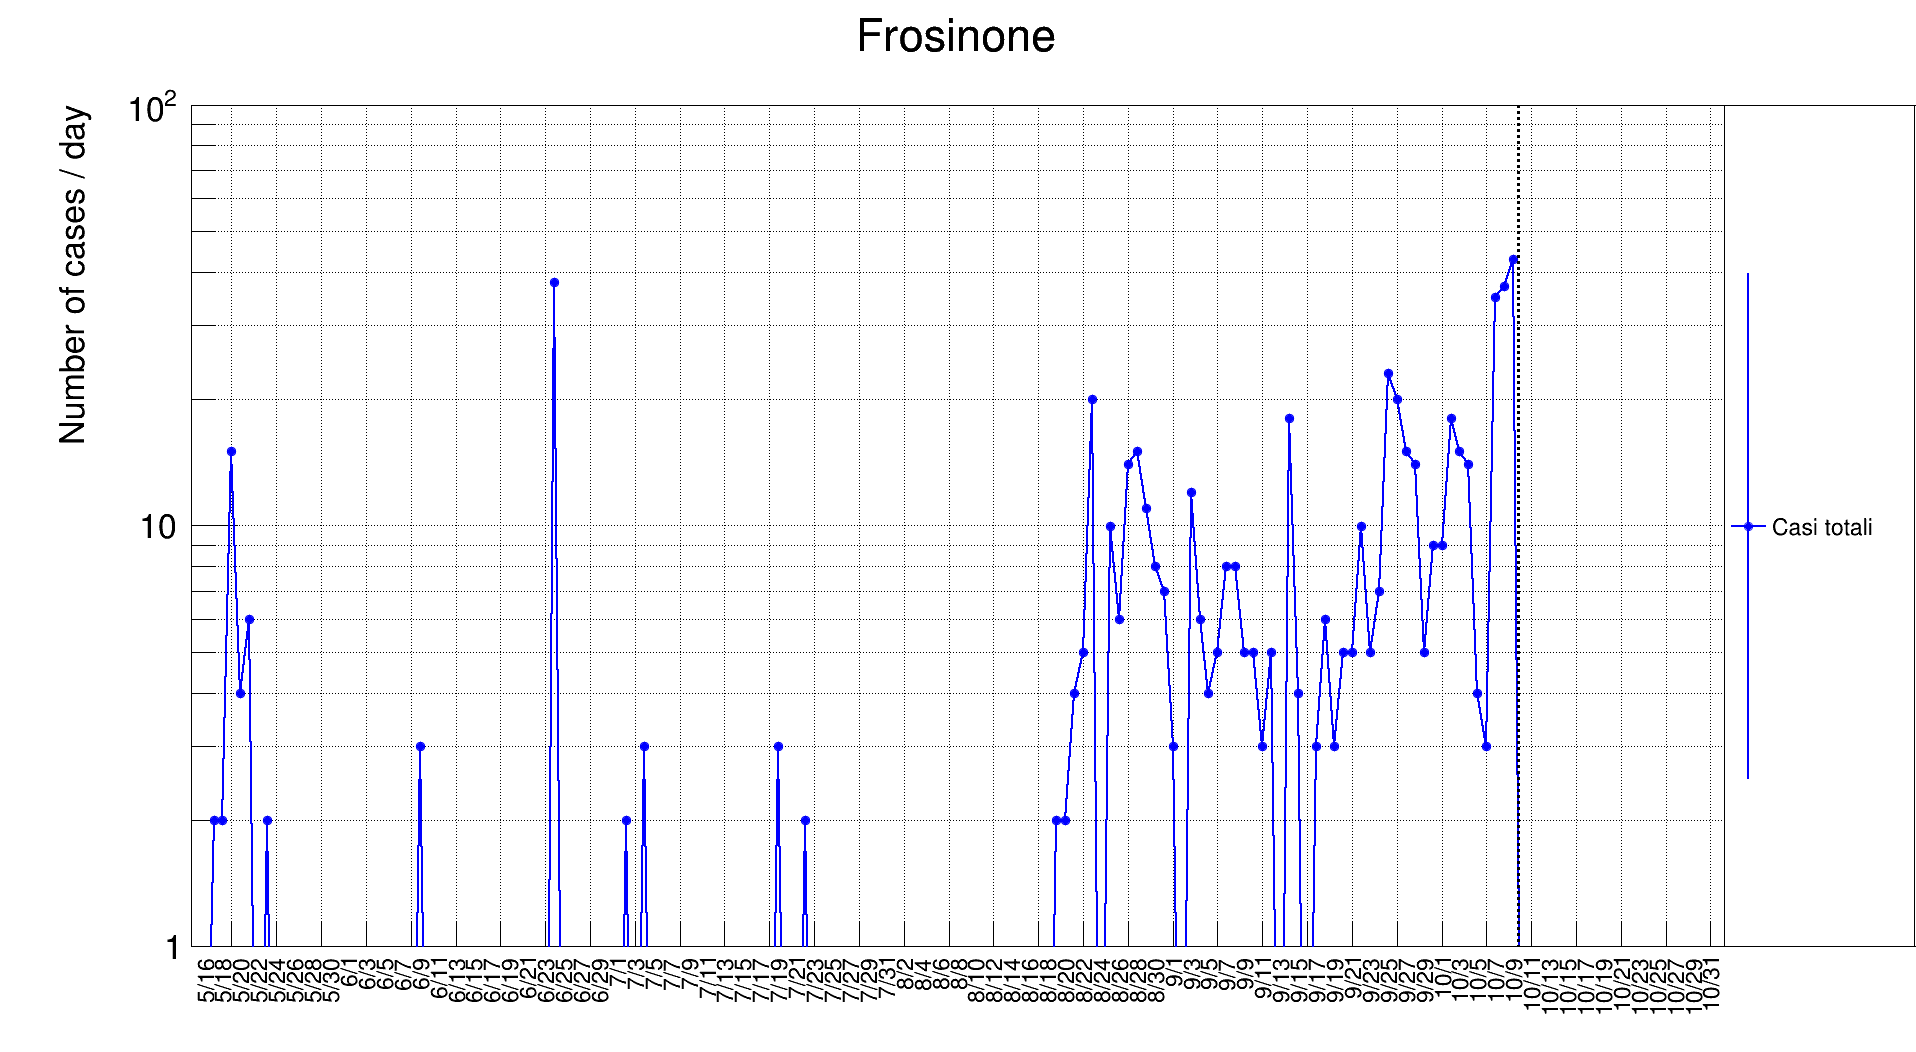 Frosinone
Number of cases / day
10²
10
1
5/16 5/18 5/20 5/22 5/24 5/26 5/28 5/30 6/1 6/3 6/5 6/7 6/9 6/11 6/13 6/15 6/17 6/19 6/21 6/23 6/25 6/27 6/29 7/1 7/3 7/5 7/7 7/9 7/11 7/13 7/15 7/17 7/19 7/21 7/23 7/25 7/27 7/29 7/31 8/2 8/4 8/6 8/8 8/10 8/12 8/14 8/16 8/18 8/20 8/22 8/24 8/26 8/28 8/30 9/1 9/3 9/5 9/7 9/9 9/11 9/13 9/15 9/17 9/19 9/21 9/23 9/25 9/27 9/29 10/1 10/3 10/5 10/7 10/9 10/11 10/13 10/15 10/17 10/19 10/21 10/23 10/25 10/27 10/29 10/31
Casi totali